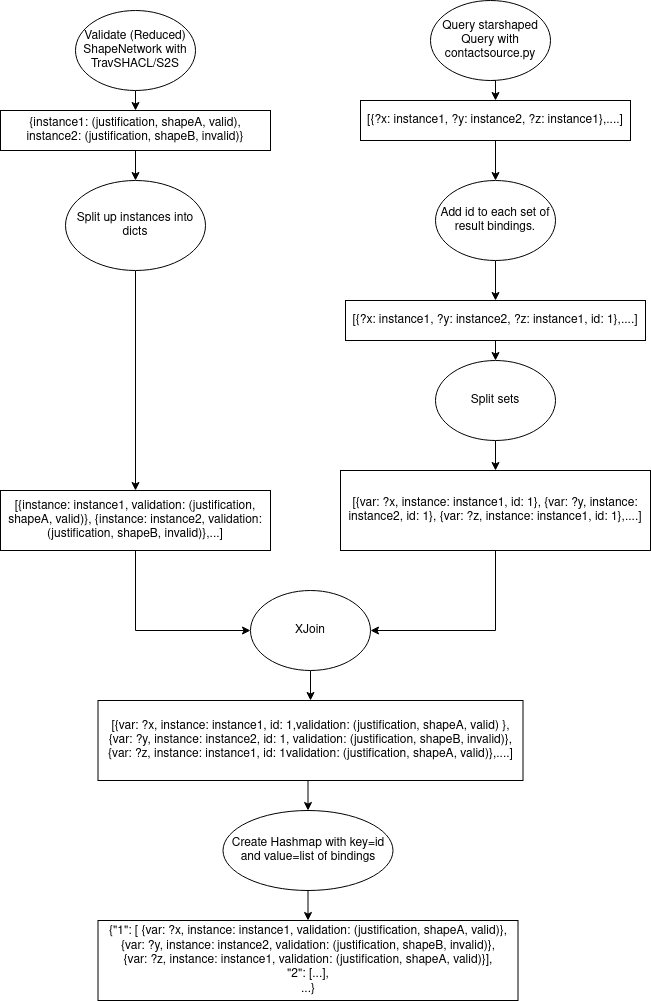 Validate (Reduced)
ShapeNetwork with
TravSHACL/S2S
Query starshaped
Query with
contactsource.py
{instance1: (justification, shapeA, valid),
instance2: (justification, shapeB, invalid)}
[{?x: instance1, ?y: instance2, ?z: instance1},....]
Split up instances into
dicts
Add id to each set of
result bindings.
[{?x: instance1, ?y: instance2, ?z: instance1, id: 1},....]
Split sets
[{instance: instance1, validation: (justification,
shapeA, valid)}, {instance: instance2, validation:
(justification, shapeB, invalid)},...]
[{var: ?x, instance: instance1, id: 1}, {var: ?y, instance:
instance2, id: 1}, {var: ?z, instance: instance1, id: 1},....]
XJoin
[{var: ?x, instance: instance1, id: 1,validation: (justification, shapeA, valid) },
{var: ?y, instance: instance2, id: 1, validation: (justification, shapeB, invalid)},
{var: ?z, instance: instance1, id: 1validation: (justification, shapeA, valid)},....]
Create Hashmap with key=id
and value=list of bindings
{"1": [ {var: ?x, instance: instance1, validation: (justification, shapeA, valid)},
{var: ?y, instance: instance2, validation: (justification, shapeB, invalid)},
{var: ?z, instance: instance1, validation: (justification, shapeA, valid)}],
"2": [...],
...}